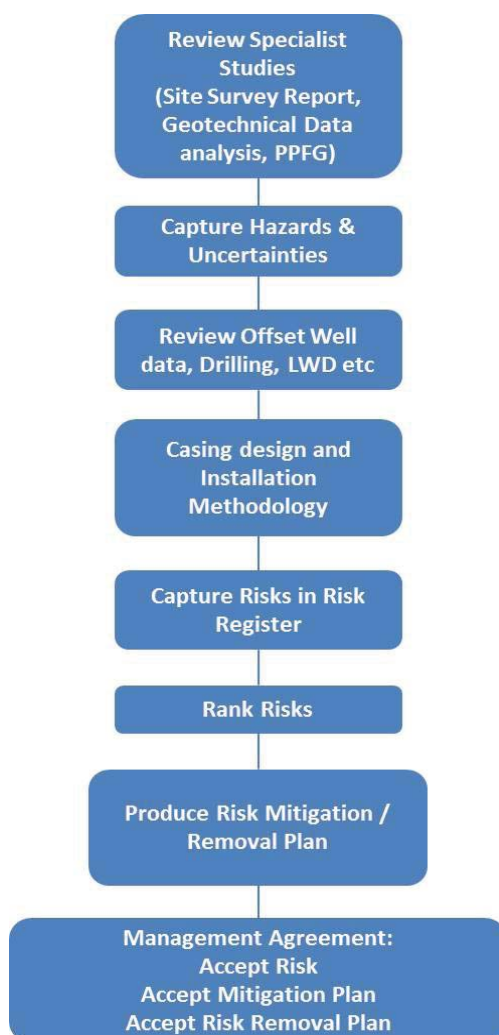 Review Specialist
Studies
(Site Survey Report,
Geotechnical Data
analysis, PPFG)
Capture Hazards &
Uncertainties
Review Offset Well
data, Drilling, LWD etc
Casing design and
Installation
Methodology
Capture Risks in Risk
Register
Rank Risks
Produce Risk Mitigation /
Removal Plan
Management Agreement:
Accept Risk
Accept Mitigation Plan
Accept Risk Removal Plan